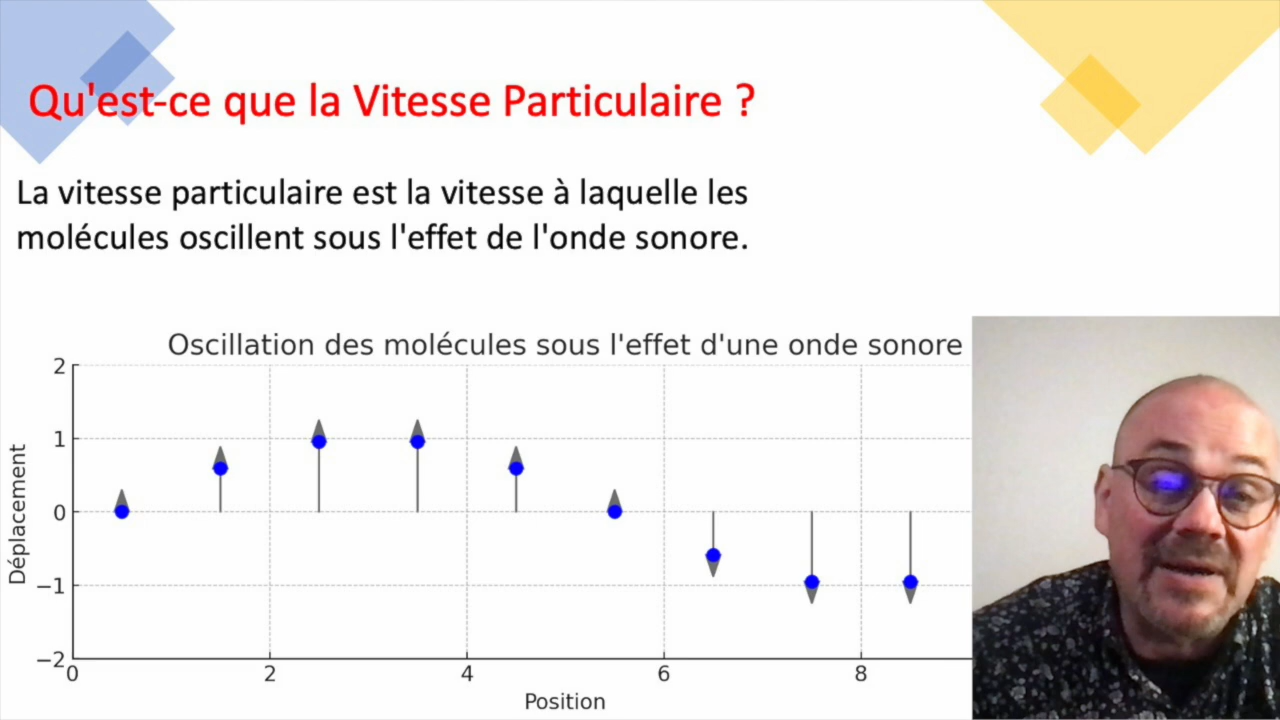 Qu'est-ce que la Vitesse Particulaire ?
La vitesse particulaire est la vitesse à laquelle les
molécules oscillent sous l'effet de l'onde sonore.
Oscillation des molécules sous l'effet d'une onde sonore
2
1
0
−1
−2
Déplacement
0 2 4 6 8
Position